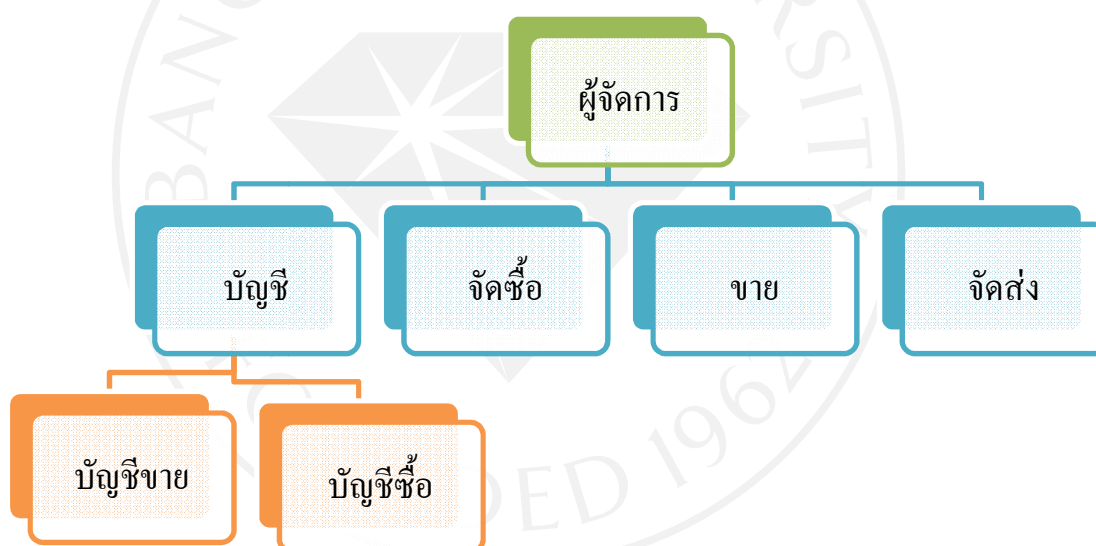 ผู้จัดการ
บัญชี
จัดซื้อ
ขาย
จัดส่ง
บัญชีขาย
บัญชีซื้อ